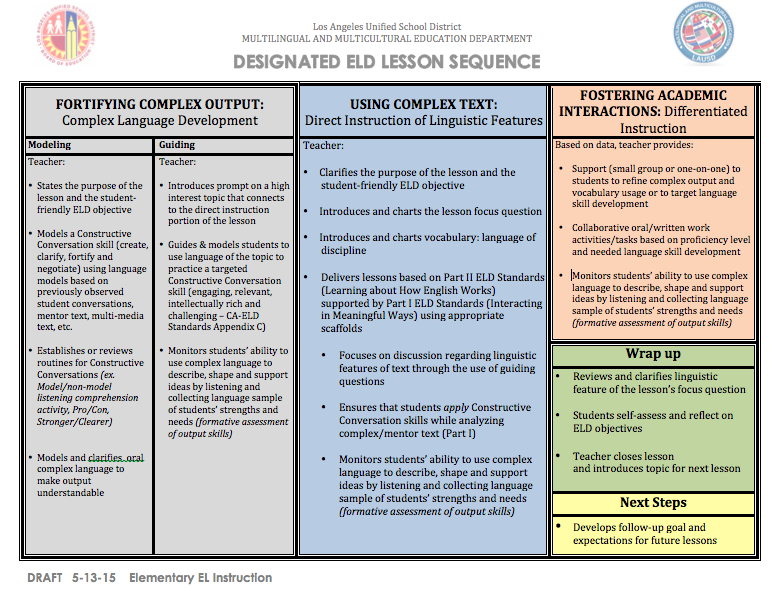 Los Angeles Unified School District
MULTILINGUAL AND MULTICULTURAL EDUCATION DEPARTMENT
DESIGNATED ELD LESSON SEQUENCE
FORTIFYING COMPLEX OUTPUT:
Complex Language Development
Modeling
Teacher:
• States the purpose of the
lesson and the student-
friendly ELD objective
• Models a Constructive
Conversation skill (create,
clarify, fortify and
negotiate) using language
models based on
previously observed
student conversations,
mentor text, multi-media
text, etc.
• Establishes or reviews
routines for Constructive
Conversations (ex.
Model/non-model
listening comprehension
activity, Pro/Con,
Stronger/Clearer)
• Models and clarifies oral
complex language to
make output
understandable
Guiding
Teacher:
• Introduces prompt on a high
interest topic that connects
to the direct instruction
portion of the lesson
• Guides & models students to
use language of the topic to
practice a targeted
Constructive Conversation
skill (engaging, relevant,
intellectually rich and
challenging – CA-ELD
Standards Appendix C)
• Monitors students' ability to
use complex language to
describe, shape and support
ideas by listening and
collecting language sample
of students' strengths and
needs (formative assessment
of output skills)
USING COMPLEX TEXT:
Direct Instruction of Linguistic Features
Teacher:
• Clarifies the purpose of the lesson and the
student-friendly ELD objective
• Introduces and charts the lesson focus question
• Introduces and charts vocabulary: language of
discipline
• Delivers lessons based on Part II ELD Standards
(Learning about How English Works)
supported by Part I ELD Standards (Interacting
in Meaningful Ways) using appropriate
scaffolds
• Focuses on discussion regarding linguistic
features of text through the use of guiding
questions
• Ensures that students apply Constructive
Conversation skills while analyzing
complex/mentor text (Part I)
• Monitors students' ability to use complex
language to describe, shape and support
ideas by listening and collecting language
sample of students' strengths and needs
(formative assessment of output skills)
FOSTERING ACADEMIC
INTERACTIONS: Differentiated
Instruction
Based on data, teacher provides:
• Support (small group or one-on-one) to
students to refine complex output and
vocabulary usage or to target language
skill development
• Collaborative oral/written work
activities/tasks based on proficiency level
and needed language skill development
• Monitors students' ability to use complex
language to describe, shape and support
ideas by listening and collecting language
sample of students' strengths and needs
(formative assessment of output skills)
Wrap up
• Reviews and clarifies linguistic
feature of the lesson's focus question
• Students self-assess and reflect on
ELD objectives
• Teacher closes lesson
and introduces topic for next lesson
Next Steps
• Develops follow-up goal and
expectations for future lessons
DRAFT 5-13-15 Elementary EL Instruction